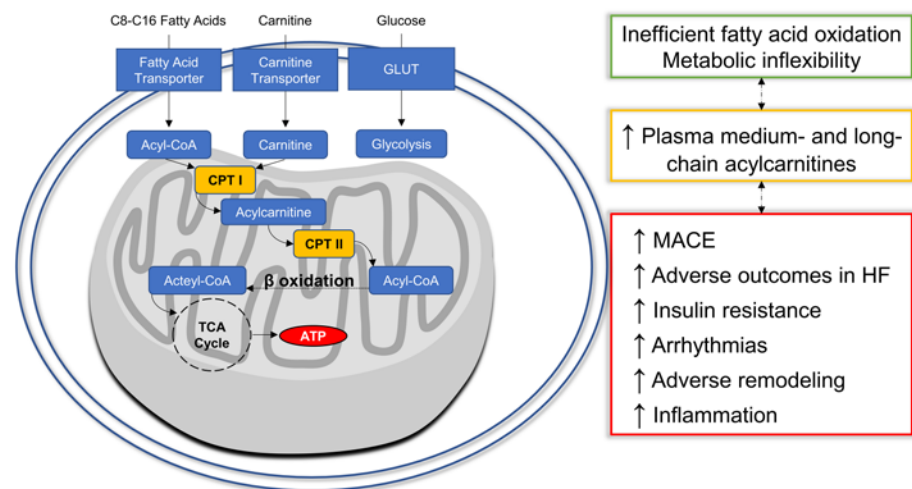 C8-C16 Fatty Acids
Carnitine
Glucose
Fatty Acid
Transporter
Carnitine
Transporter
GLUT
Acyl-CoA
Carnitine
Glycolysis
CPT I
Acylcarnitine
CPT II
Acteyl-CoA
β oxidation
Acyl-CoA
TCA
Cycle
ATP
Inefficient fatty acid oxidation
Metabolic inflexibility
↑ Plasma medium- and long-
chain acylcarnitines
↑ MACE
↑ Adverse outcomes in HF
↑ Insulin resistance
↑ Arrhythmias
↑ Adverse remodeling
↑ Inflammation